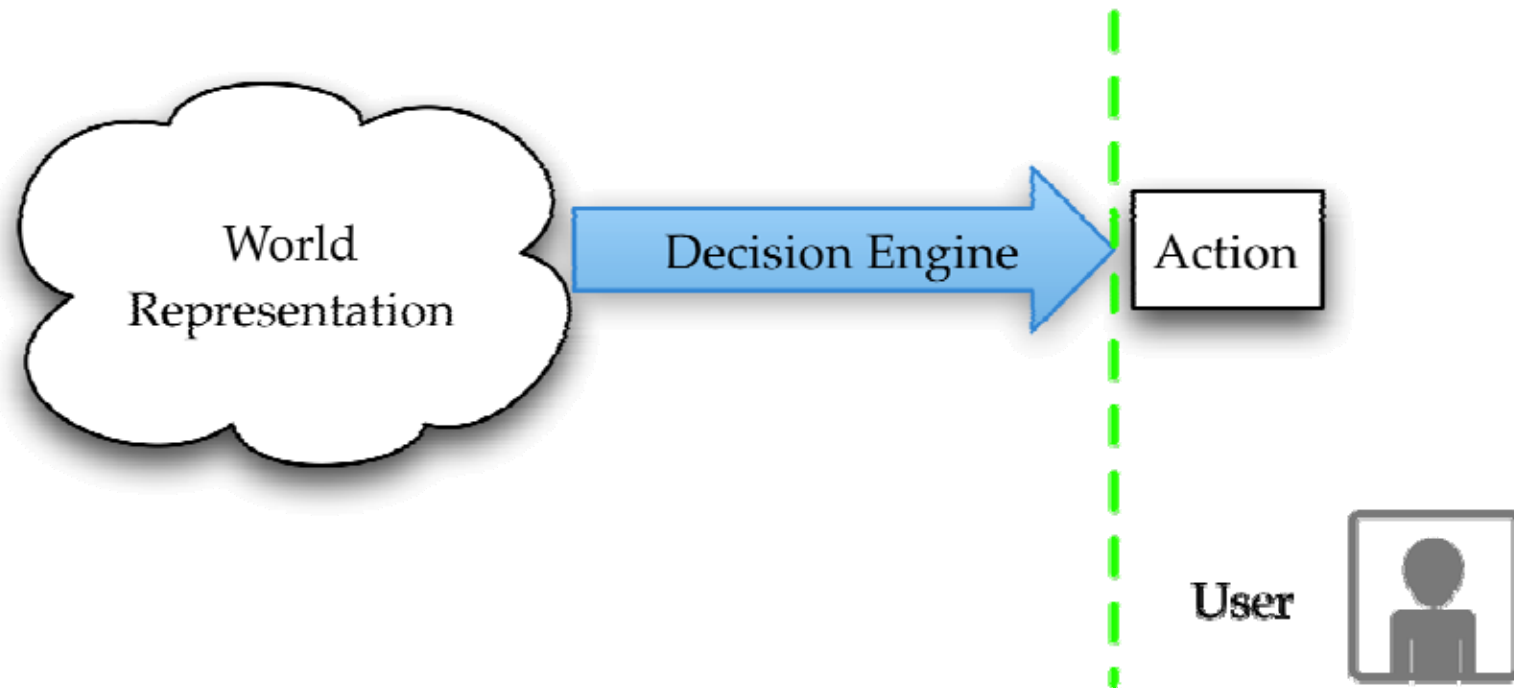 World
Representation
Decision Engine
Action
User